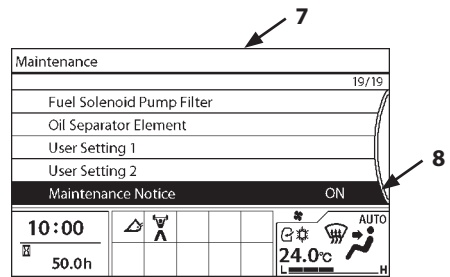 7
Maintenance
19/19
Fuel Solenoid Pump Filter
Oil Separator Element
User Setting 1
User Setting 2
Maintenance Notice ON
8
10:00
50.0h
AUTO
24.0℃
L H